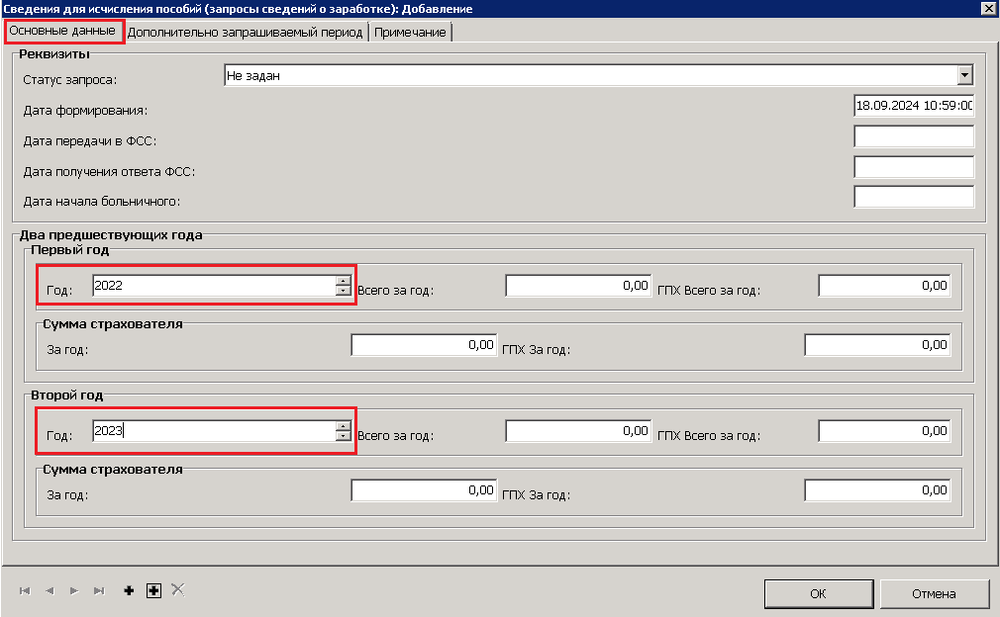 Сведения для исчисления пособий (запросы сведений о заработке): Добавление
Основные данные Дополнительно запрашиваемый период Примечание
Реквизиты
Статус запроса: Не задан
Дата формирования: 18.09.2024 10:59:00
Дата передачи в ФСС:
Дата получения ответа ФСС:
Дата начала больничного:
Два предшествующих года
Первый год
Год: 2022 Всего за год: 0,00 ГПХ Всего за год: 0,00
Сумма страхователя
За год: 0,00 ГПХ За год: 0,00
Второй год
Год: 2023 Всего за год: 0,00 ГПХ Всего за год: 0,00
Сумма страхователя
За год: 0,00 ГПХ За год: 0,00
ОК Отмена